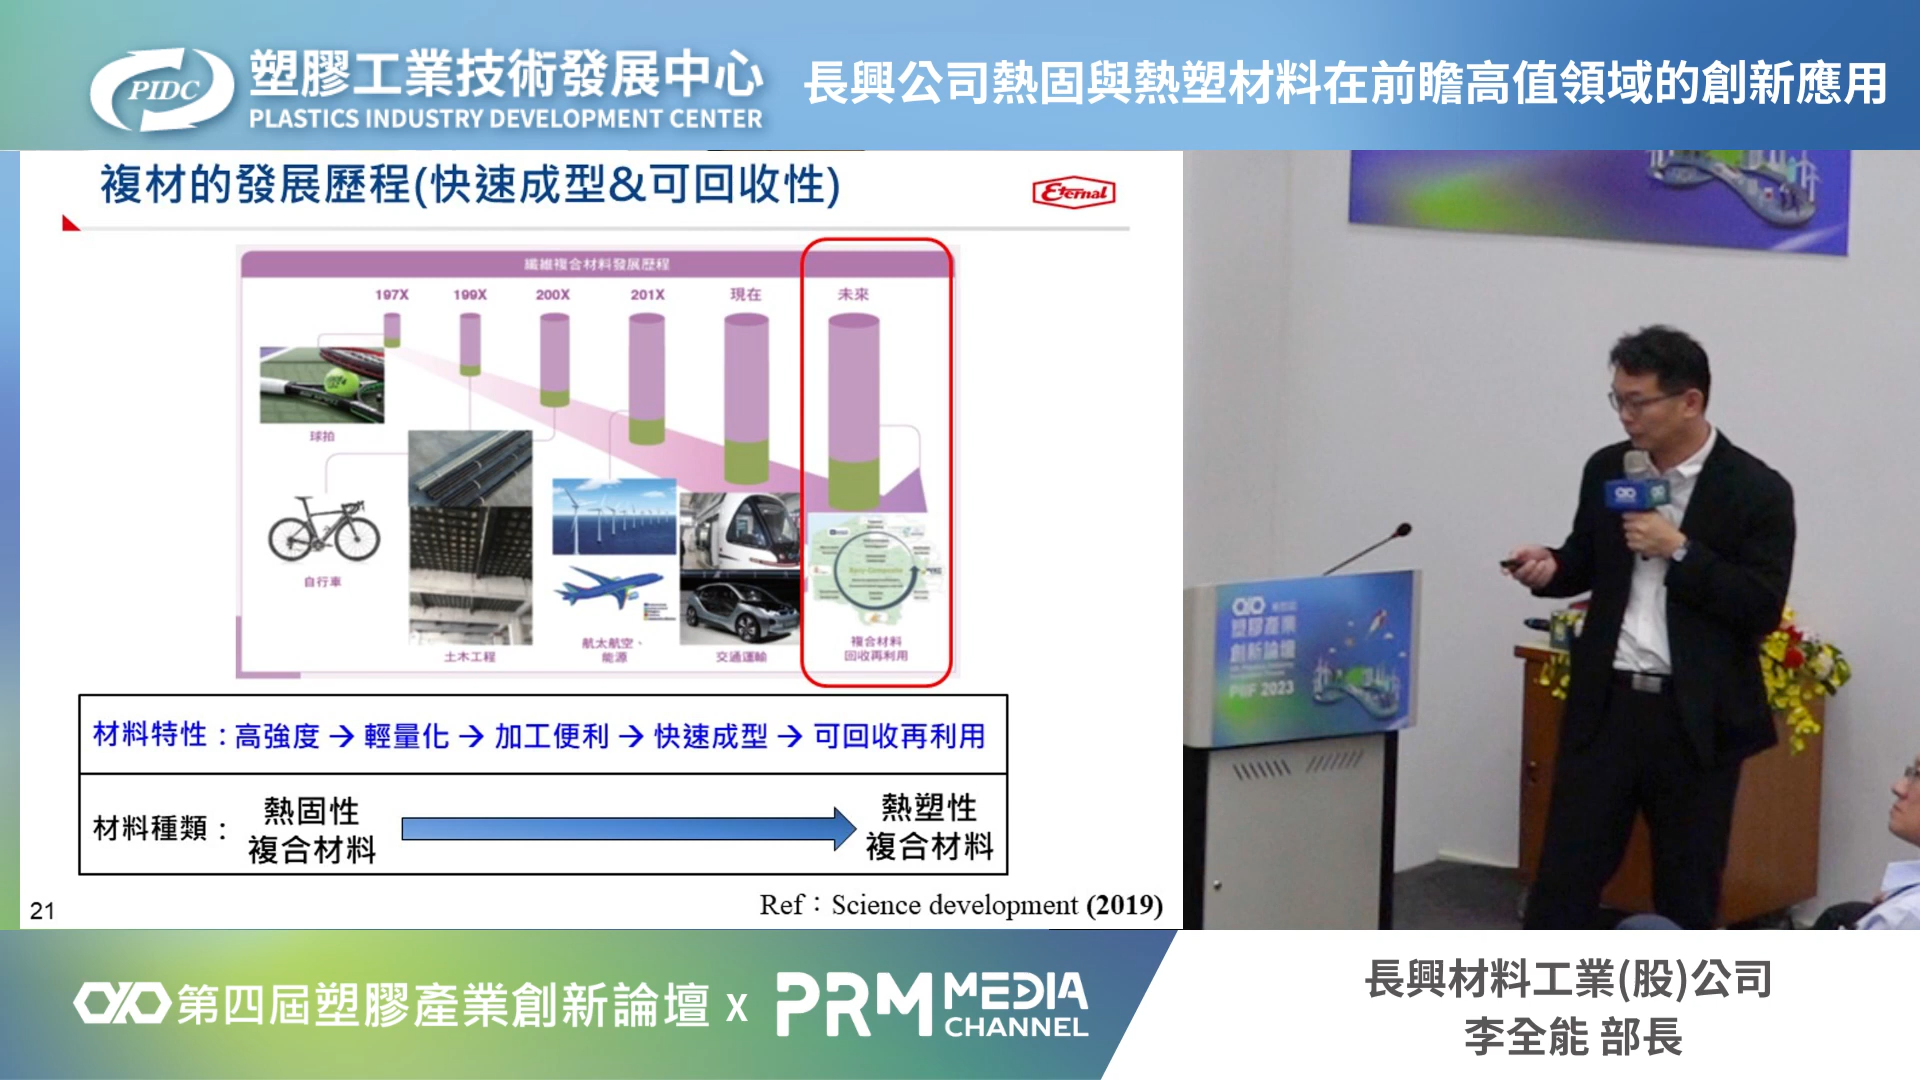 PIDC
塑膠工業技術發展中心
PLASTICS INDUSTRY DEVELOPMENT CENTER
長興公司熱固與熱塑材料在前瞻高值領域的創新應用
複材的發展歷程(快速成型&可回收性)
Eternal
纖維複合材料發展歷程
197X
199X
200X
201X
現在
未來
球拍
自行車
土木工程
航太航空、
能源
交通運輸
複合材料
回收再利用
材料特性：高強度 → 輕量化 → 加工便利 → 快速成型 → 可回收再利用
材料種類：
熱固性
複合材料
熱塑性
複合材料
Ref：Science development (2019)
21
塑膠產業
創新論壇
PIIF 2023
第四屆塑膠產業創新論壇 x PRM MEDIA CHANNEL
長興材料工業(股)公司
李全能 部長